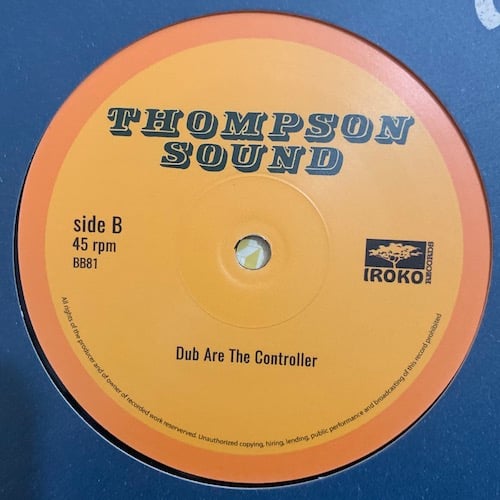 THOMPSON
SOUND
side B
45 rpm
BB81
IROKO
RECORDS
Dub Are The Controller
All rights of the producer and of owner of recorded work reserverved. Unauthorized copying, hiring, lending, public performance and broadcasting of this record prohibited